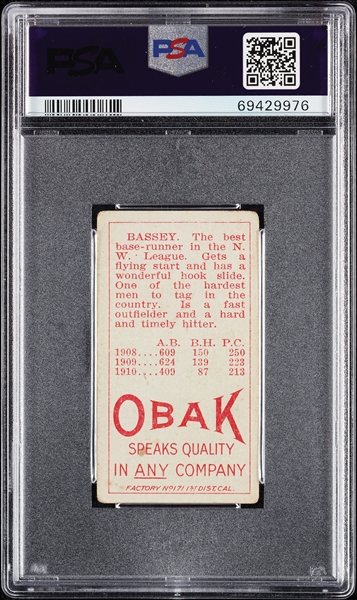 PSA
PSA
69429976
BASSEY. The best
base-runner in the N.
W. League. Gets a
flying start and has a
wonderful hook slide.
One of the hardest
men to tag in the
country. Is a fast
outfielder and a hard
and timely hitter.
A.B. B.H. P.C.
1908....609 150 250
1909....624 139 223
1910....409 87 213
OBAK
SPEAKS QUALITY
IN ANY COMPANY
FACTORY Nº171 1ST DIST. CAL.